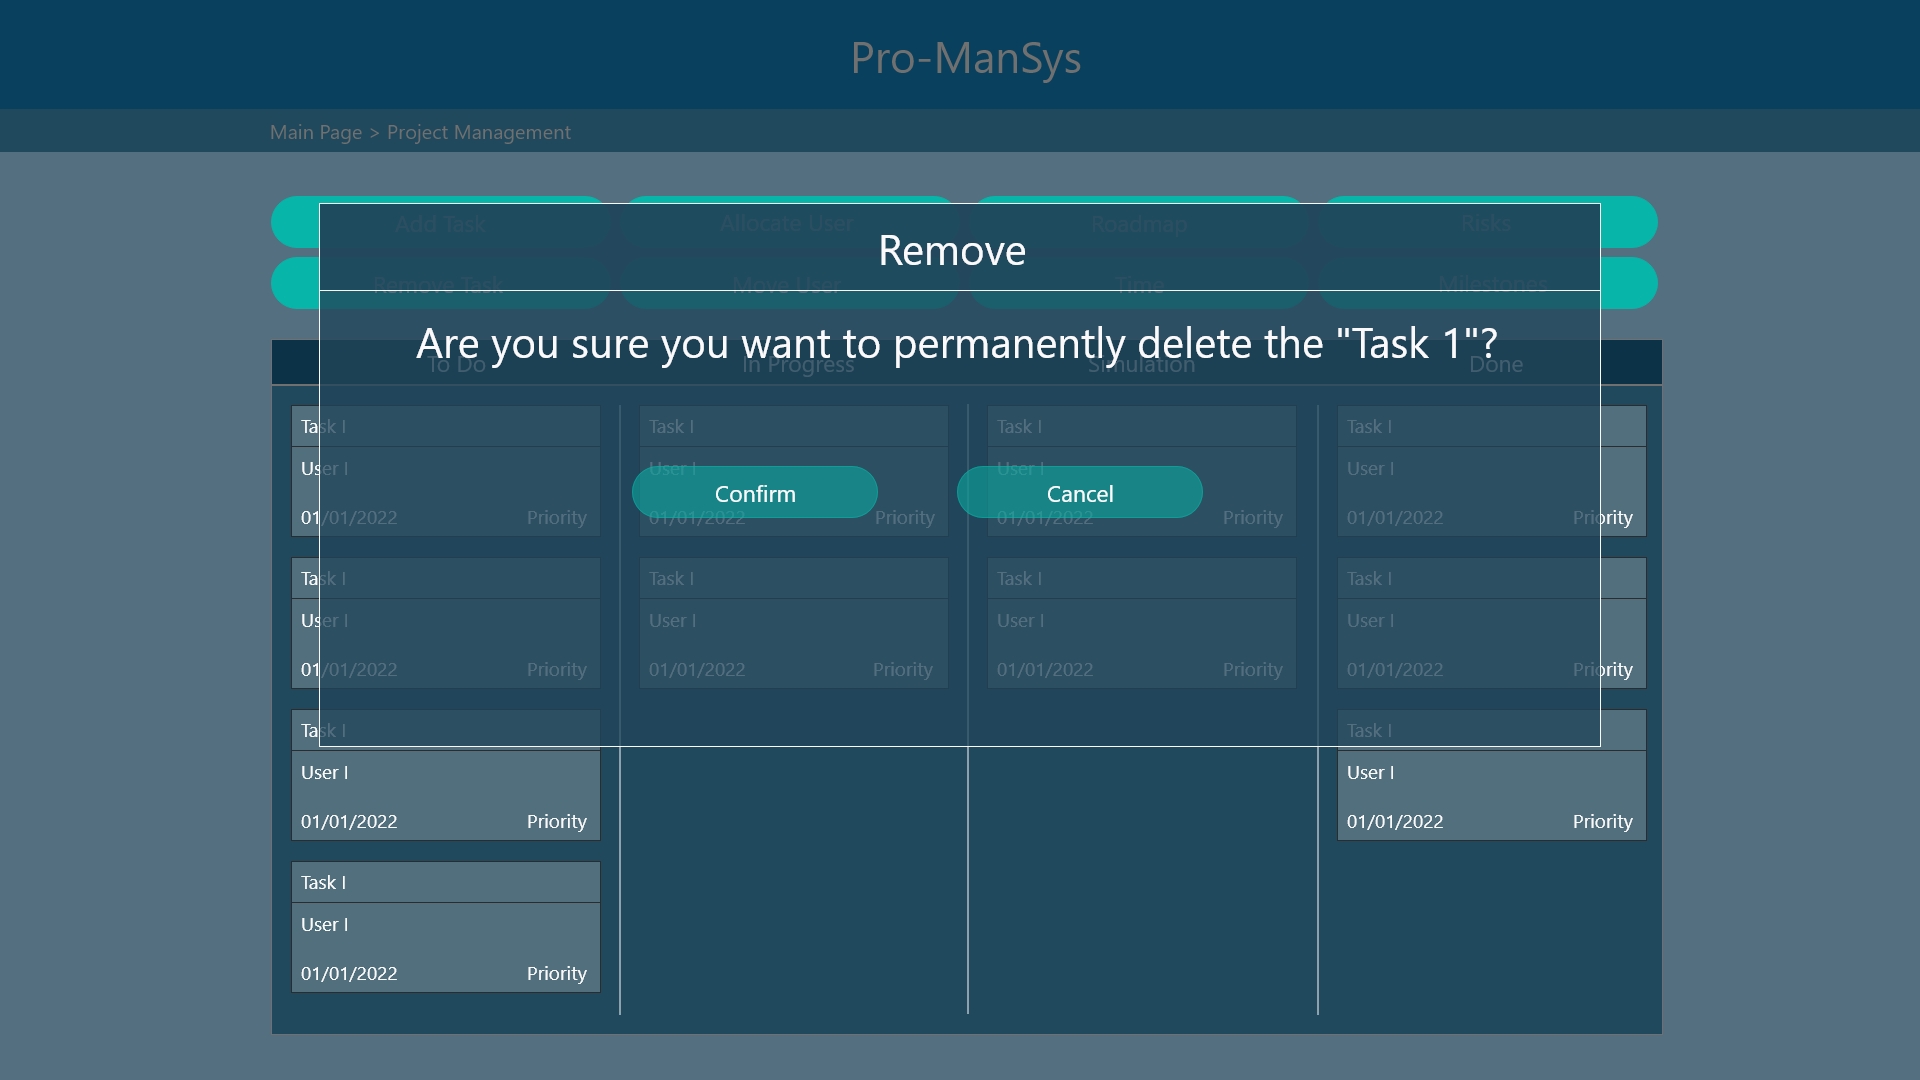 Pro-ManSys
Main Page > Project Management
Add Task Allocate User Roadmap Risks
Remove
Remove Task Move User Time Milestones
Are you sure you want to permanently delete the "Task 1"?
To Do In Progress Simulation Done
Task I Task I Task I Task I
User I User I User I User I
Confirm Cancel
01/01/2022 Priority 01/01/2022 Priority 01/01/2022 Priority 01/01/2022 Priority
Task I Task I Task I Task I
User I User I User I User I
01/01/2022 Priority 01/01/2022 Priority 01/01/2022 Priority 01/01/2022 Priority
Task I Task I
User I User I
01/01/2022 Priority 01/01/2022 Priority
Task I
User I
01/01/2022 Priority